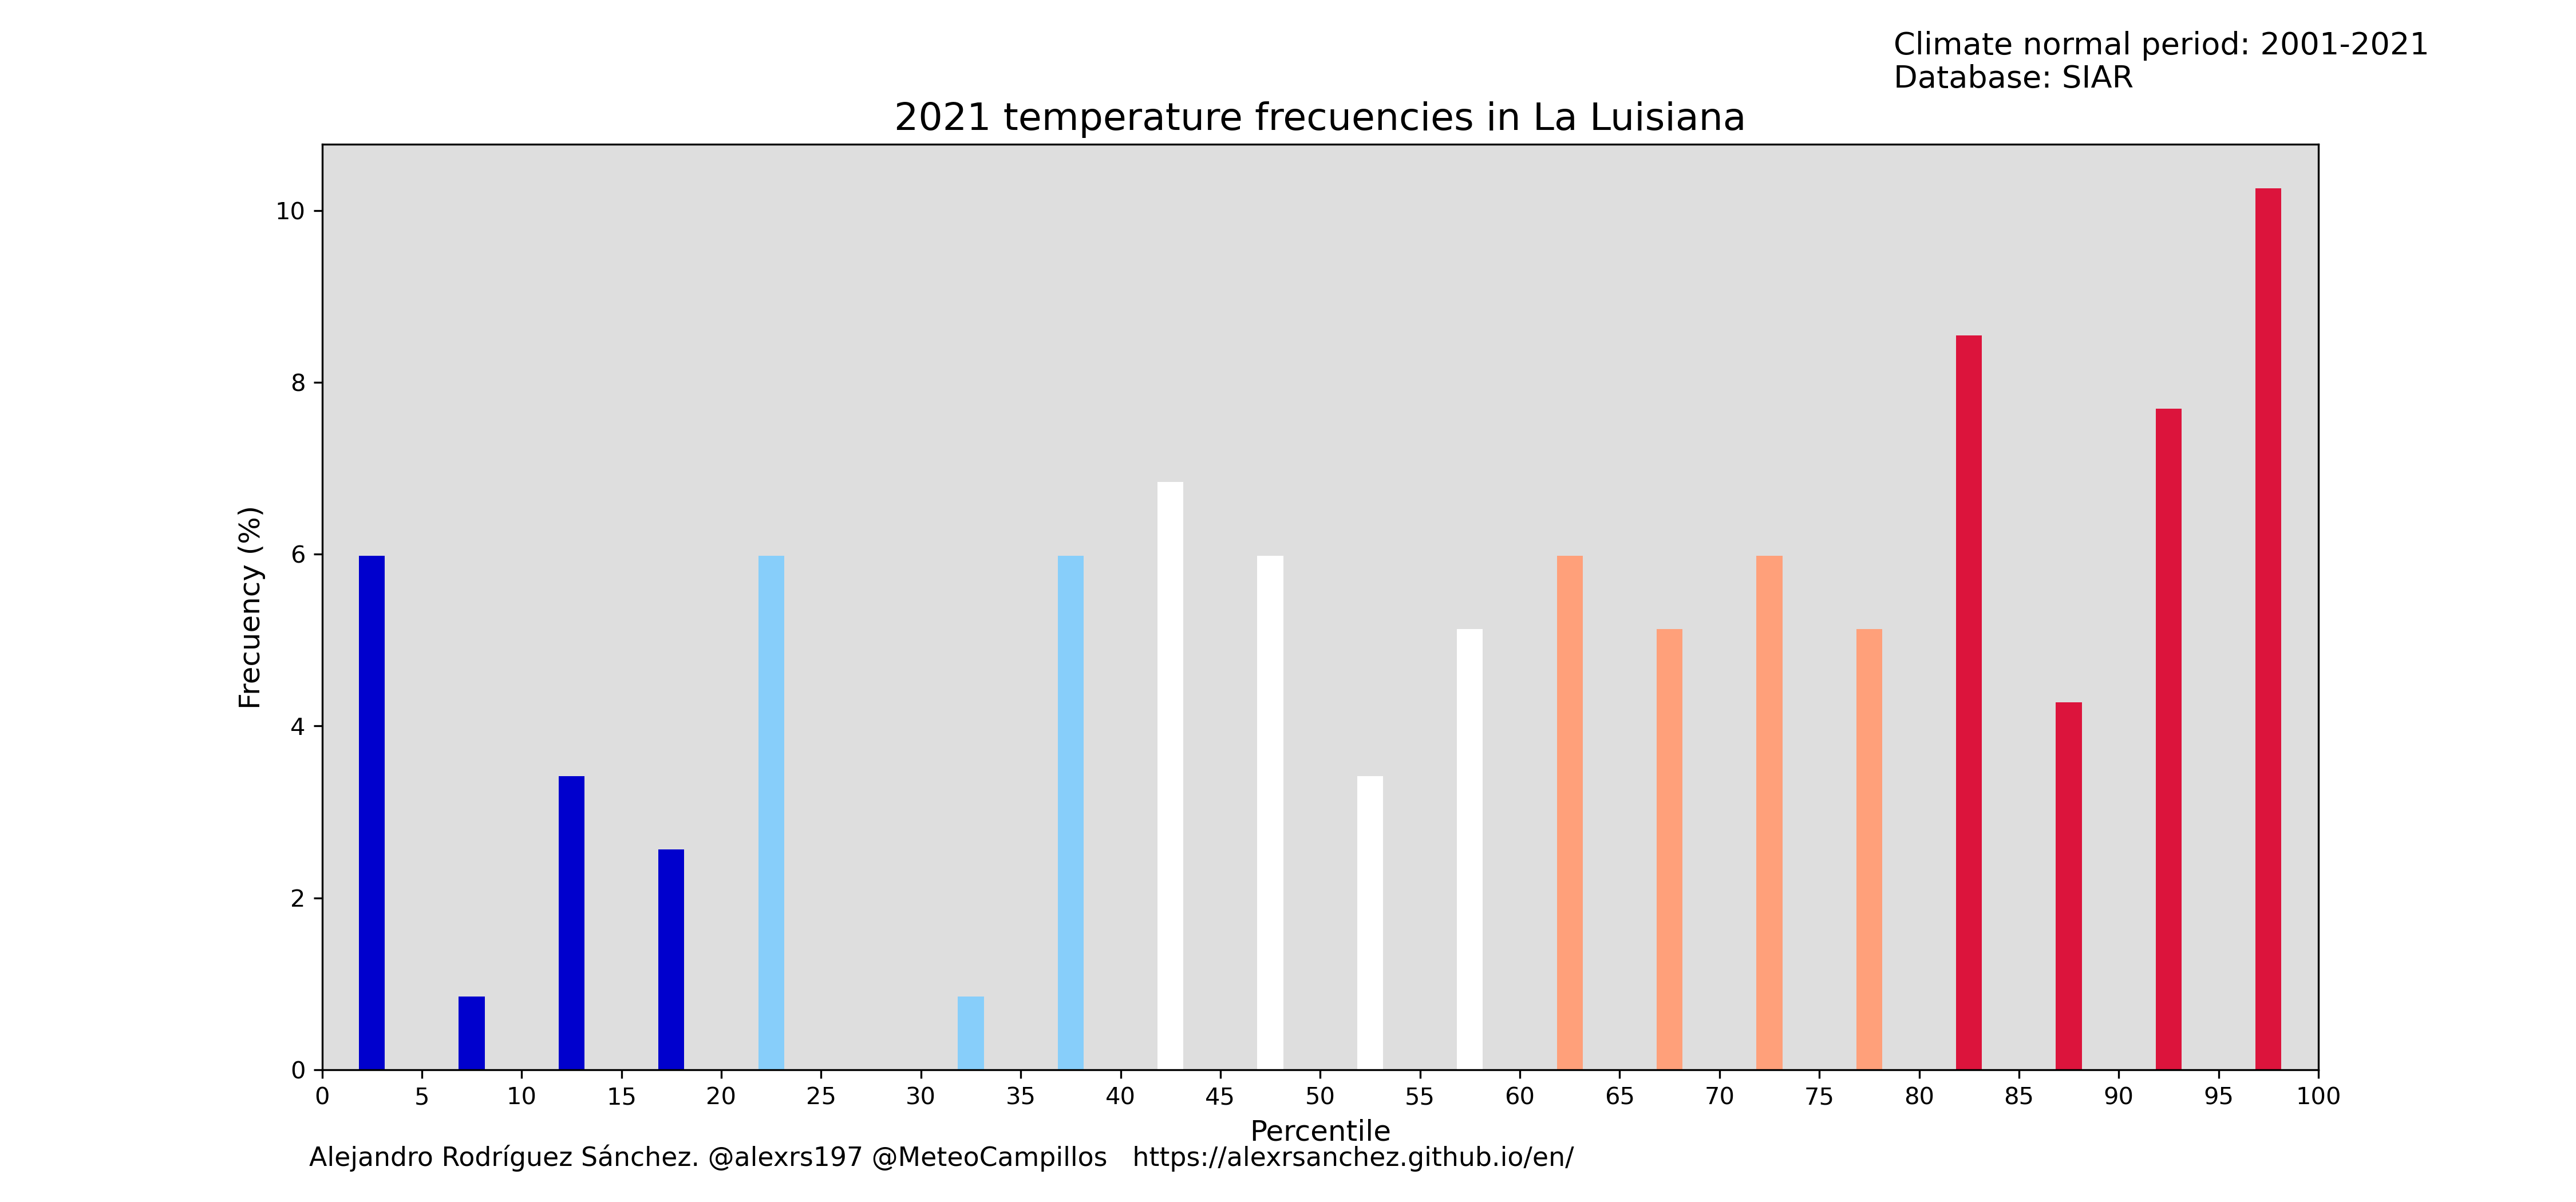 Climate normal period: 2001-2021
Database: SIAR
2021 temperature frecuencies in La Luisiana
Frecuency (%)
10
8
6
4
2
0
0 5 10 15 20 25 30 35 40 45 50 55 60 65 70 75 80 85 90 95 100
Percentile
Alejandro Rodríguez Sánchez. @alexrs197 @MeteoCampillos https://alexrsanchez.github.io/en/